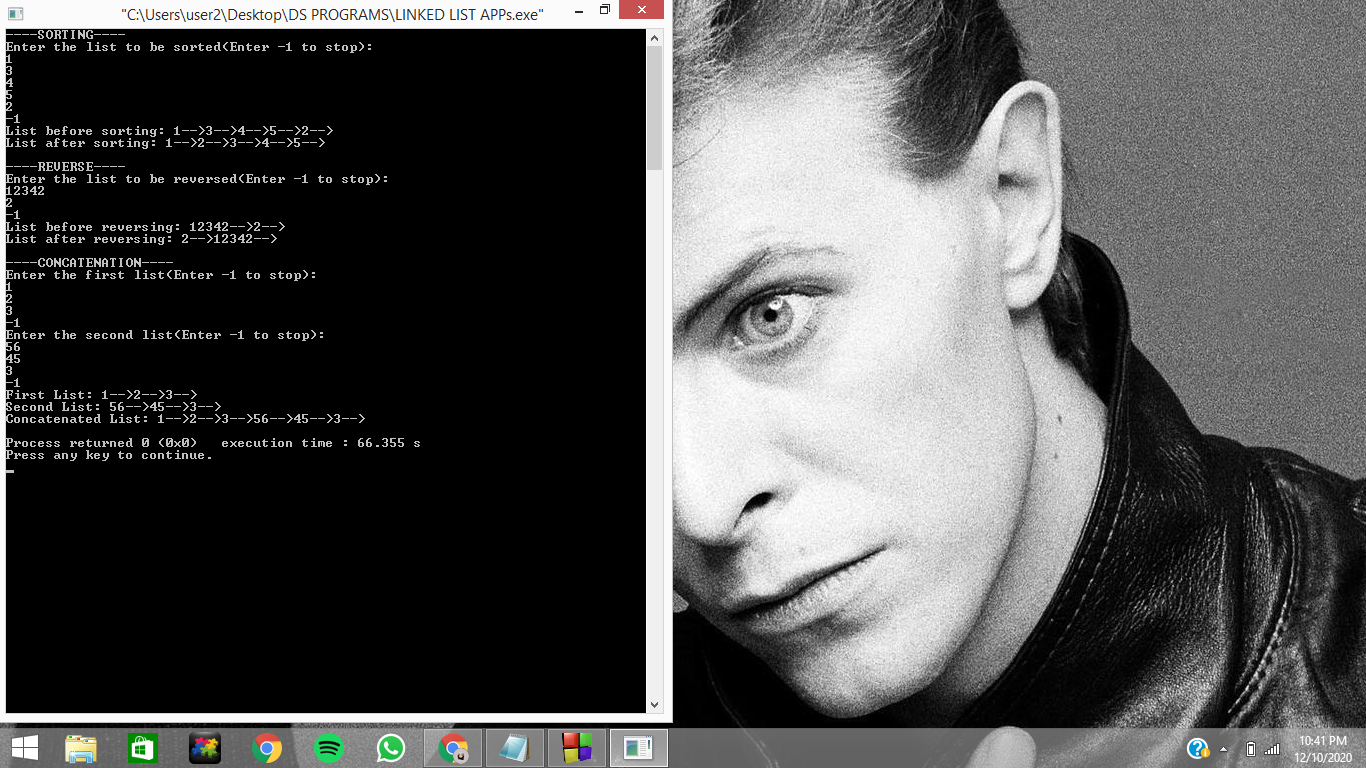 "C:\Users\user2\Desktop\DS PROGRAMS\LINKED LIST APPs.exe"
----SORTING----
Enter the list to be sorted(Enter -1 to stop):
1
3
4
5
2
-1
List before sorting: 1-->3-->4-->5-->2-->
List after sorting: 1-->2-->3-->4-->5-->
----REVERSE----
Enter the list to be reversed(Enter -1 to stop):
12342
2
-1
List before reversing: 12342-->2-->
List after reversing: 2-->12342-->
----CONCATENATION----
Enter the first list(Enter -1 to stop):
1
2
3
-1
Enter the second list(Enter -1 to stop):
56
45
3
-1
First List: 1-->2-->3-->
Second List: 56-->45-->3-->
Concatenated List: 1-->2-->3-->56-->45-->3-->
Process returned 0 (0x0)   execution time : 66.355 s
Press any key to continue.
10:41 PM
12/10/2020